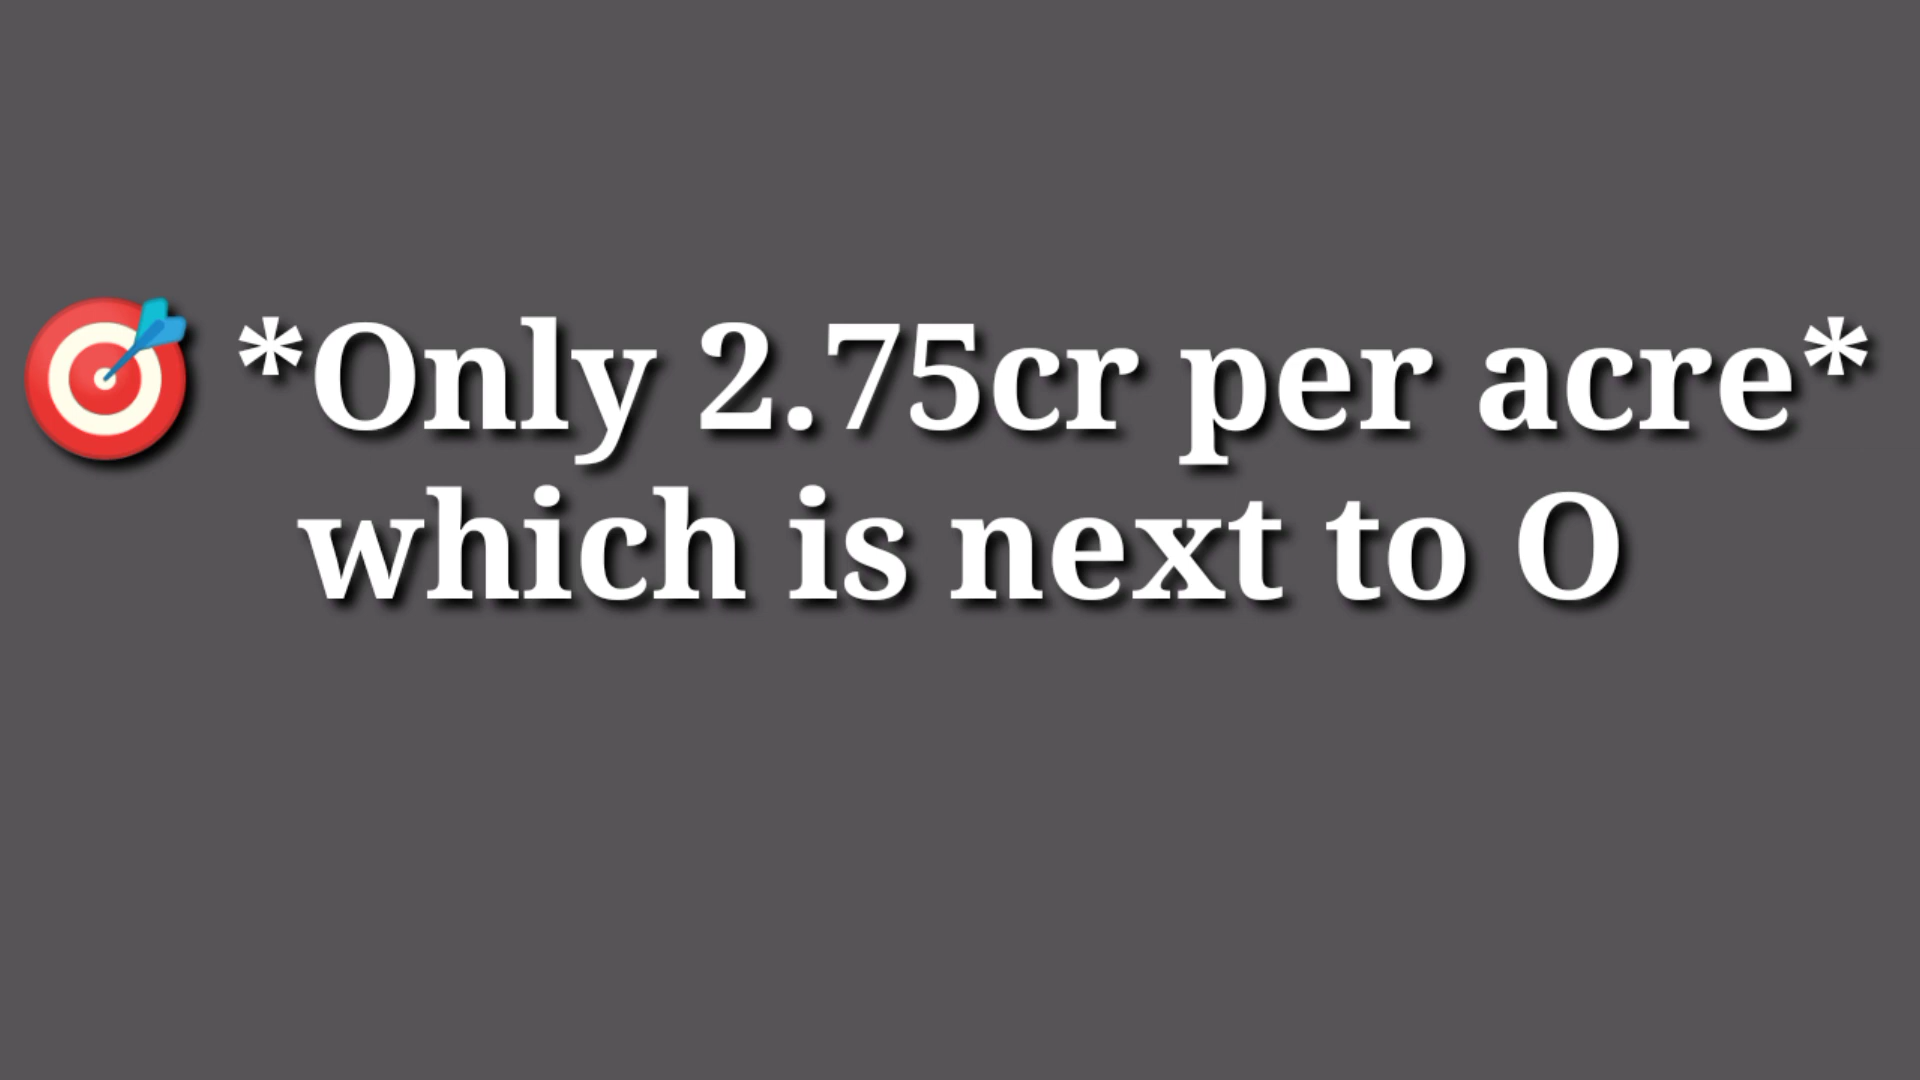 🎯 *Only 2.75cr per acre*
which is next to O